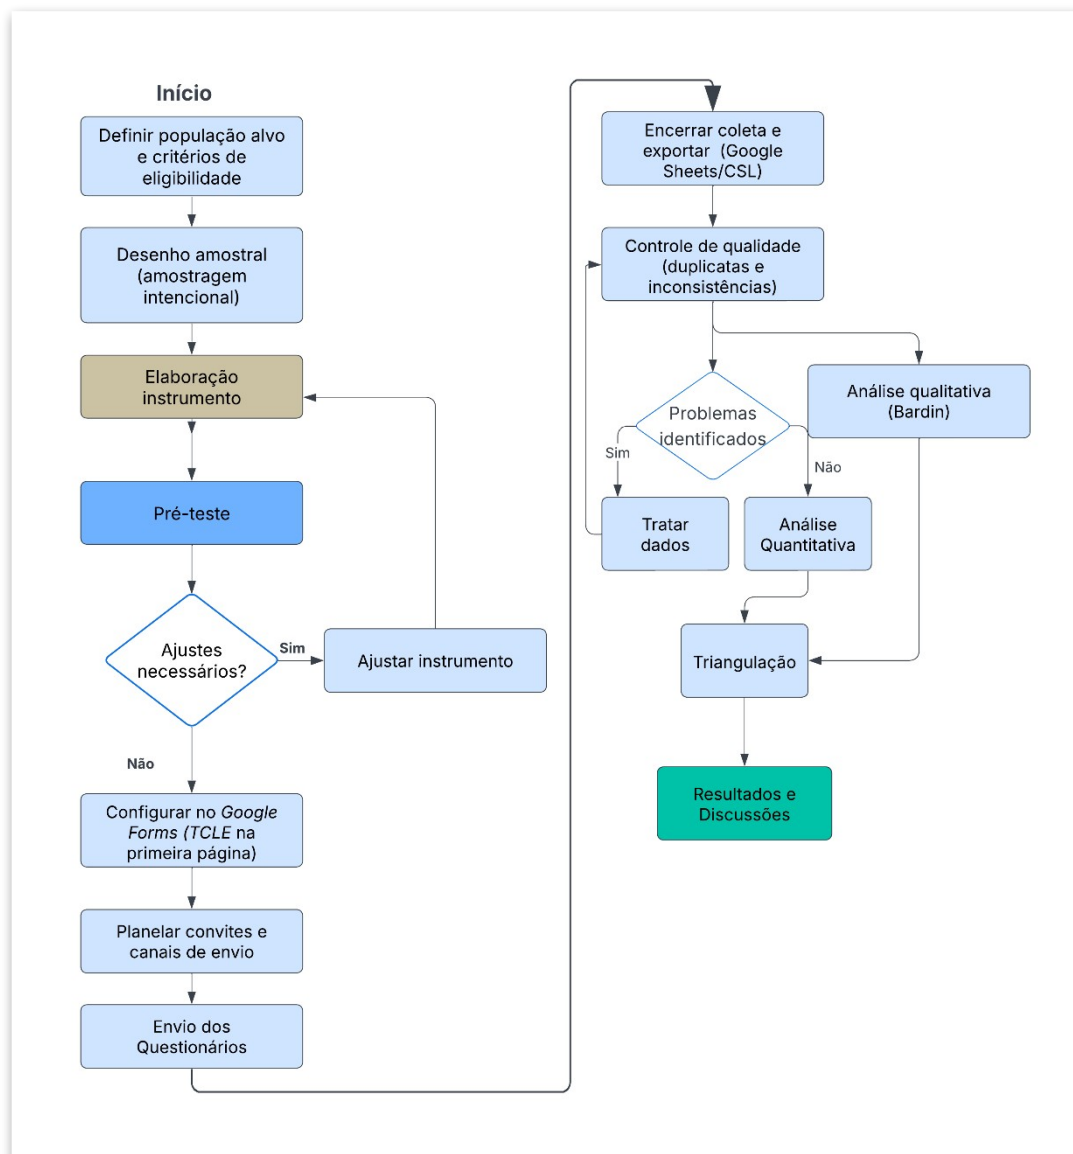 Início
Definir população alvo
e critérios de
eligibilidade
Desenho amostral
(amostragem
intencional)
Elaboração
instrumento
Pré-teste
Ajustes
necessários?
Sim
Ajustar instrumento
Não
Configurar no Google
Forms (TCLE na
primeira página)
Planelar convites e
canais de envio
Envio dos
Questionários
Encerrar coleta e
exportar (Google
Sheets/CSL)
Controle de qualidade
(duplicatas e
inconsistências)
Problemas
identificados
Análise qualitativa
(Bardin)
Sim
Não
Tratar
dados
Análise
Quantitativa
Triangulação
Resultados e
Discussões